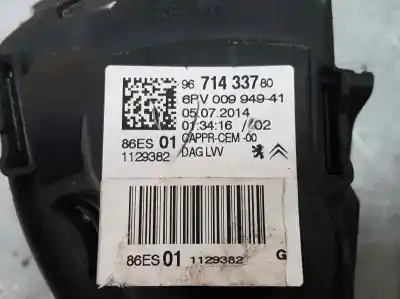 96 714 337 80
6PV 009 949-41
05.07.2014
01:34:16 / 02
86ES 01 CAPPR-CEM -00
1129382 DAG LVV
86ES 01 1129382 G